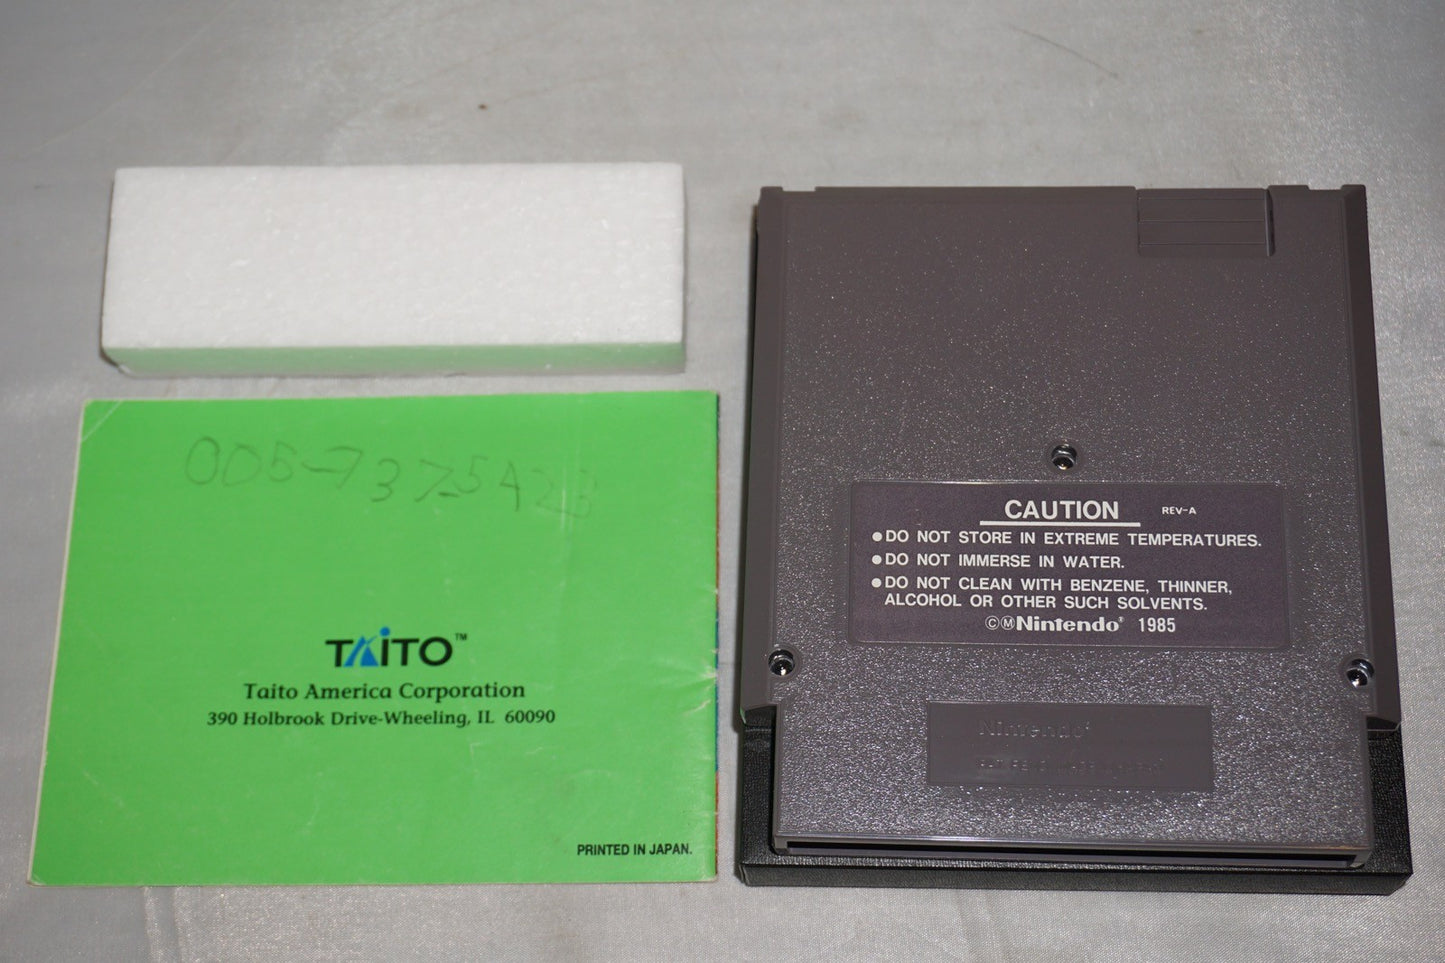 005-737-5423
TAiTO™
Taito America Corporation
390 Holbrook Drive-Wheeling, IL 60090
PRINTED IN JAPAN.
CAUTION REV-A
●DO NOT STORE IN EXTREME TEMPERATURES.
●DO NOT IMMERSE IN WATER.
●DO NOT CLEAN WITH BENZENE, THINNER,
ALCOHOL OR OTHER SUCH SOLVENTS.
©ⓂNintendo® 1985
Nintendo®